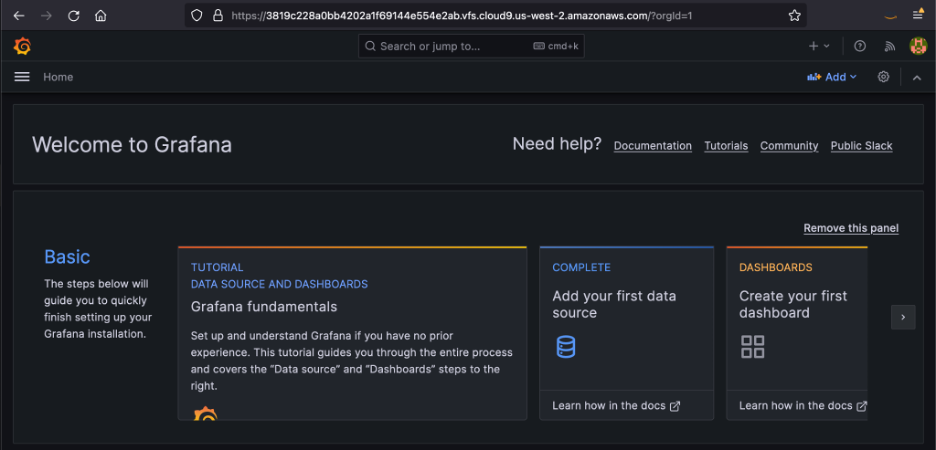 https://3819c228a0bb4202a1f69144e554e2ab.vfs.cloud9.us-west-2.amazonaws.com/?orgId=1
Search or jump to... cmd+k
Home
Add
Welcome to Grafana
Need help? Documentation Tutorials Community Public Slack
Remove this panel
Basic
The steps below will
guide you to quickly
finish setting up your
Grafana installation.
TUTORIAL
DATA SOURCE AND DASHBOARDS
Grafana fundamentals
Set up and understand Grafana if you have no prior
experience. This tutorial guides you through the entire process
and covers the “Data source” and “Dashboards” steps to the
right.
COMPLETE
Add your first data
source
Learn how in the docs
DASHBOARDS
Create your first
dashboard
Learn how in the docs